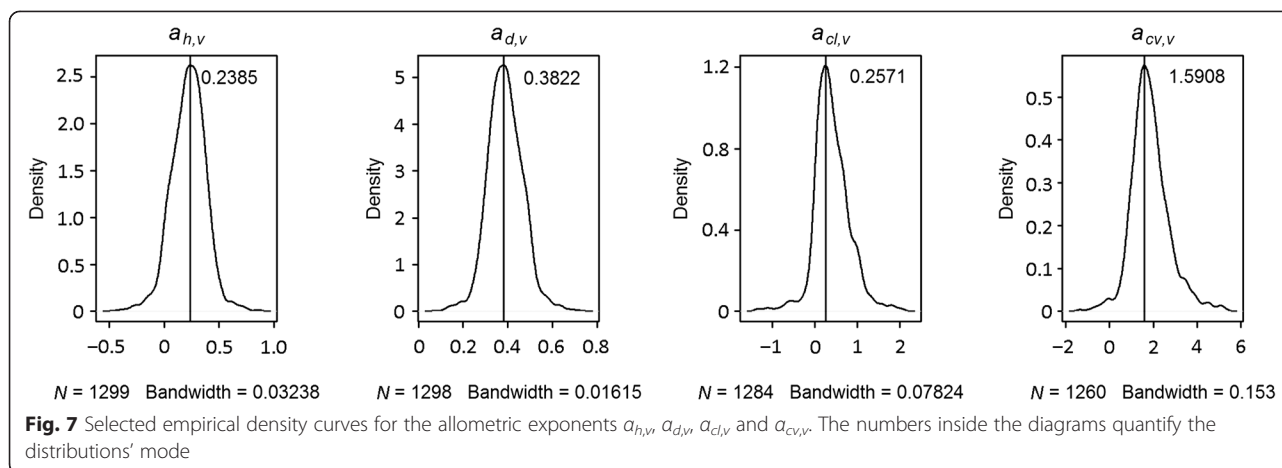 a_{h,v}
0.2385
Density
2.5
2.0
1.5
1.0
0.5
0
−0.5 0 0.5 1.0
N = 1299 Bandwidth = 0.03238
a_{d,v}
0.3822
Density
5
4
3
2
1
0
0 0.2 0.4 0.6 0.8
N = 1298 Bandwidth = 0.01615
a_{cl,v}
0.2571
Density
1.2
0.8
0.4
0
−1 0 1 2
N = 1284 Bandwidth = 0.07824
a_{cv,v}
1.5908
Density
0.5
0.4
0.3
0.2
0.1
0
−2 0 2 4 6
N = 1260 Bandwidth = 0.153
Fig. 7 Selected empirical density curves for the allometric exponents a_{h,v}, a_{d,v}, a_{cl,v} and a_{cv,v}. The numbers inside the diagrams quantify the
distributions’ mode